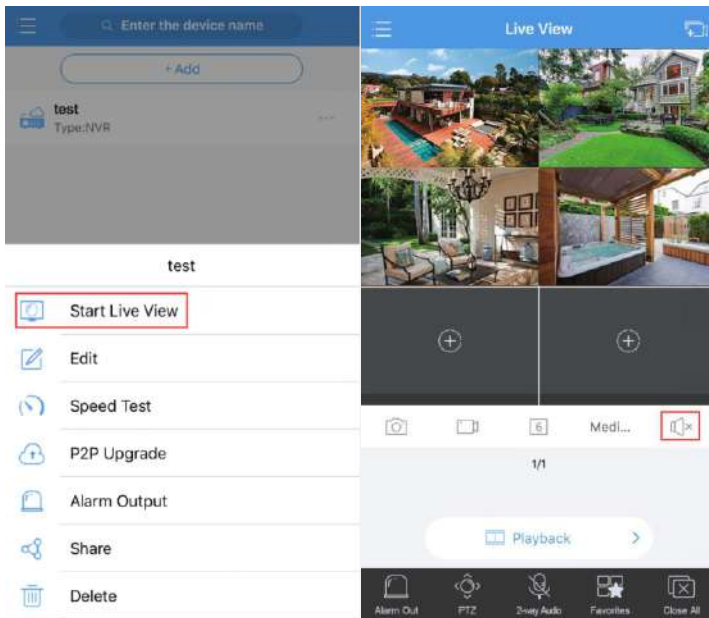 Enter the device name
+ Add
test
Type:NVR
test
Start Live View
Edit
Speed Test
P2P Upgrade
Alarm Output
Share
Delete
Live View
6
Medi...
1/1
Playback
Alarm Out
PTZ
2-way Audio
Favorites
Close All